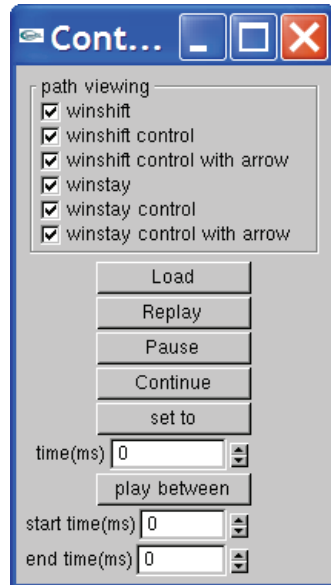 Cont...
path viewing
winshift
winshift control
winshift control with arrow
winstay
winstay control
winstay control with arrow
Load
Replay
Pause
Continue
set to
time(ms) 0
play between
start time(ms) 0
end time(ms) 0